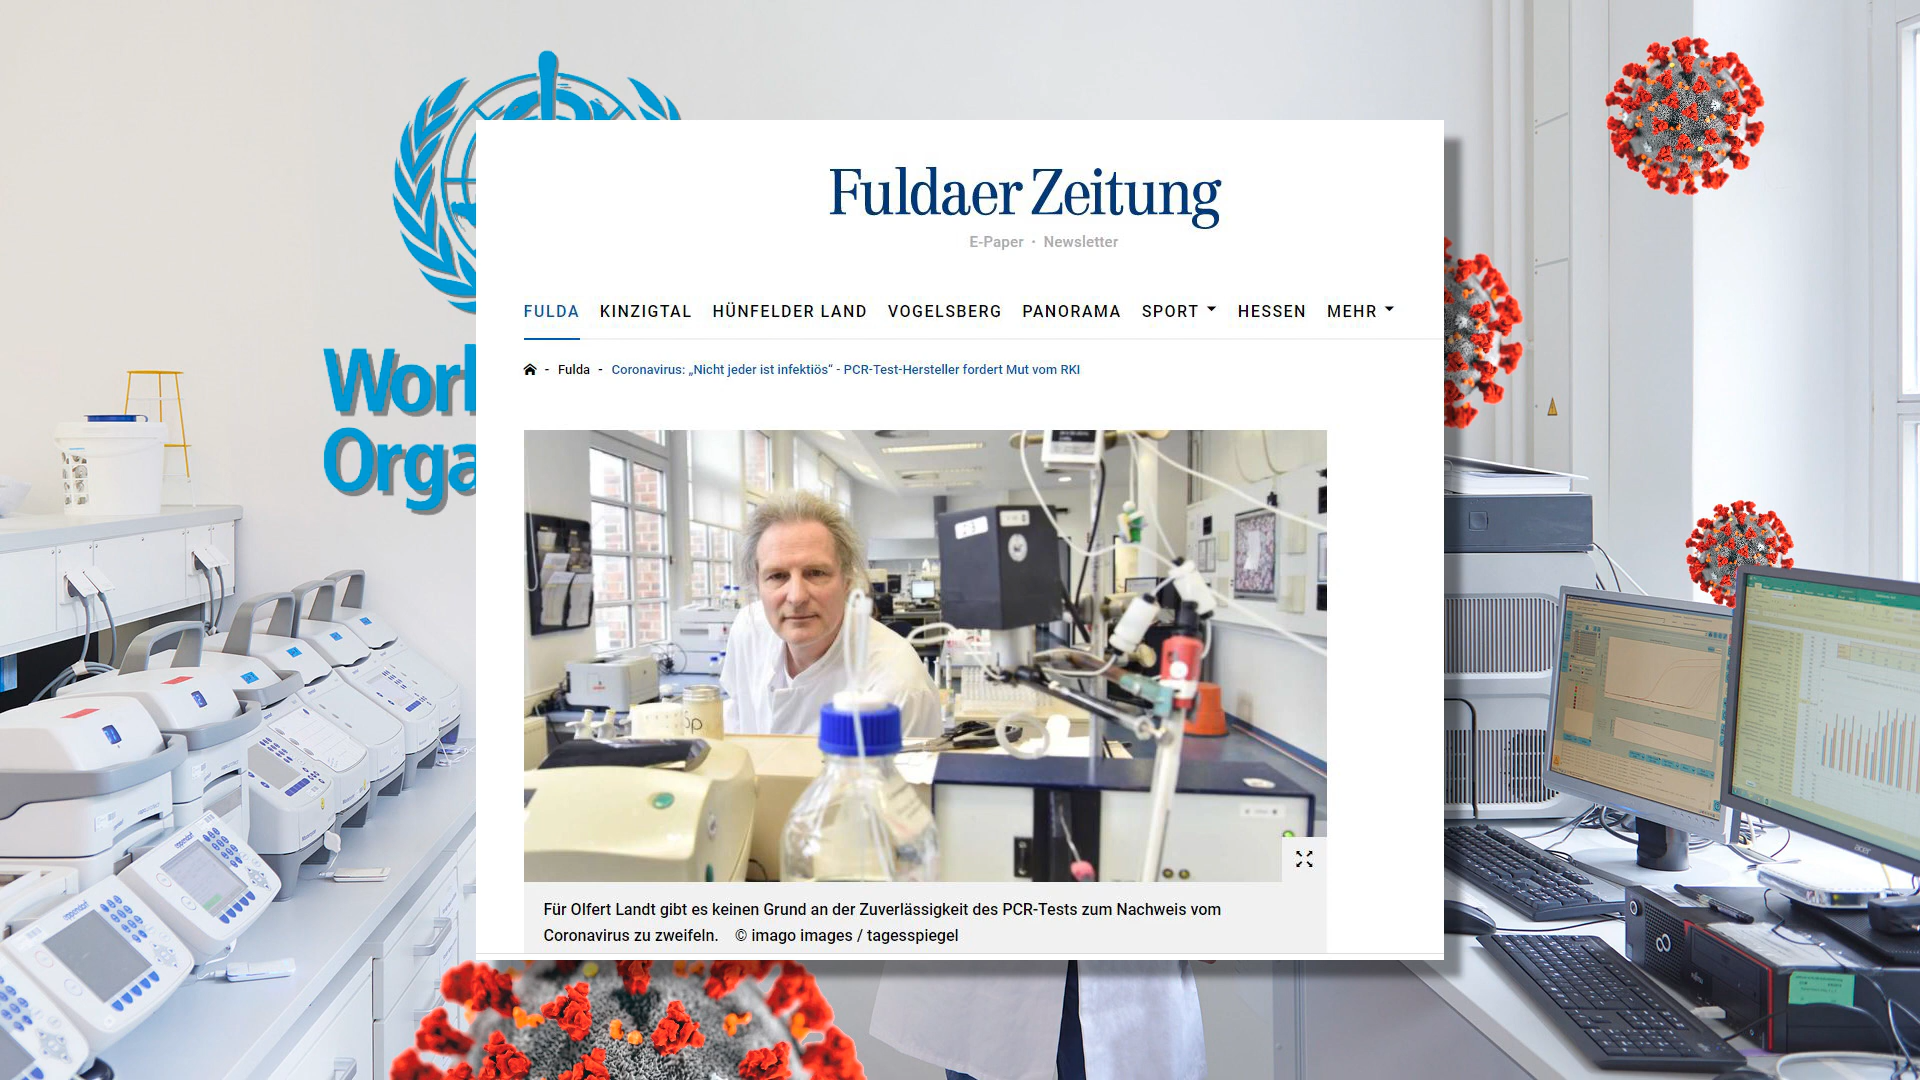 Fuldaer Zeitung
E-Paper · Newsletter
FULDA KINZIGTAL HÜNFELDER LAND VOGELSBERG PANORAMA SPORT HESSEN MEHR
- Fulda - Coronavirus: „Nicht jeder ist infektiös“ - PCR-Test-Hersteller fordert Mut vom RKI
Worl
Orga
Für Olfert Landt gibt es keinen Grund an der Zuverlässigkeit des PCR-Tests zum Nachweis vom
Coronavirus zu zweifeln. © imago images / tagesspiegel
acer